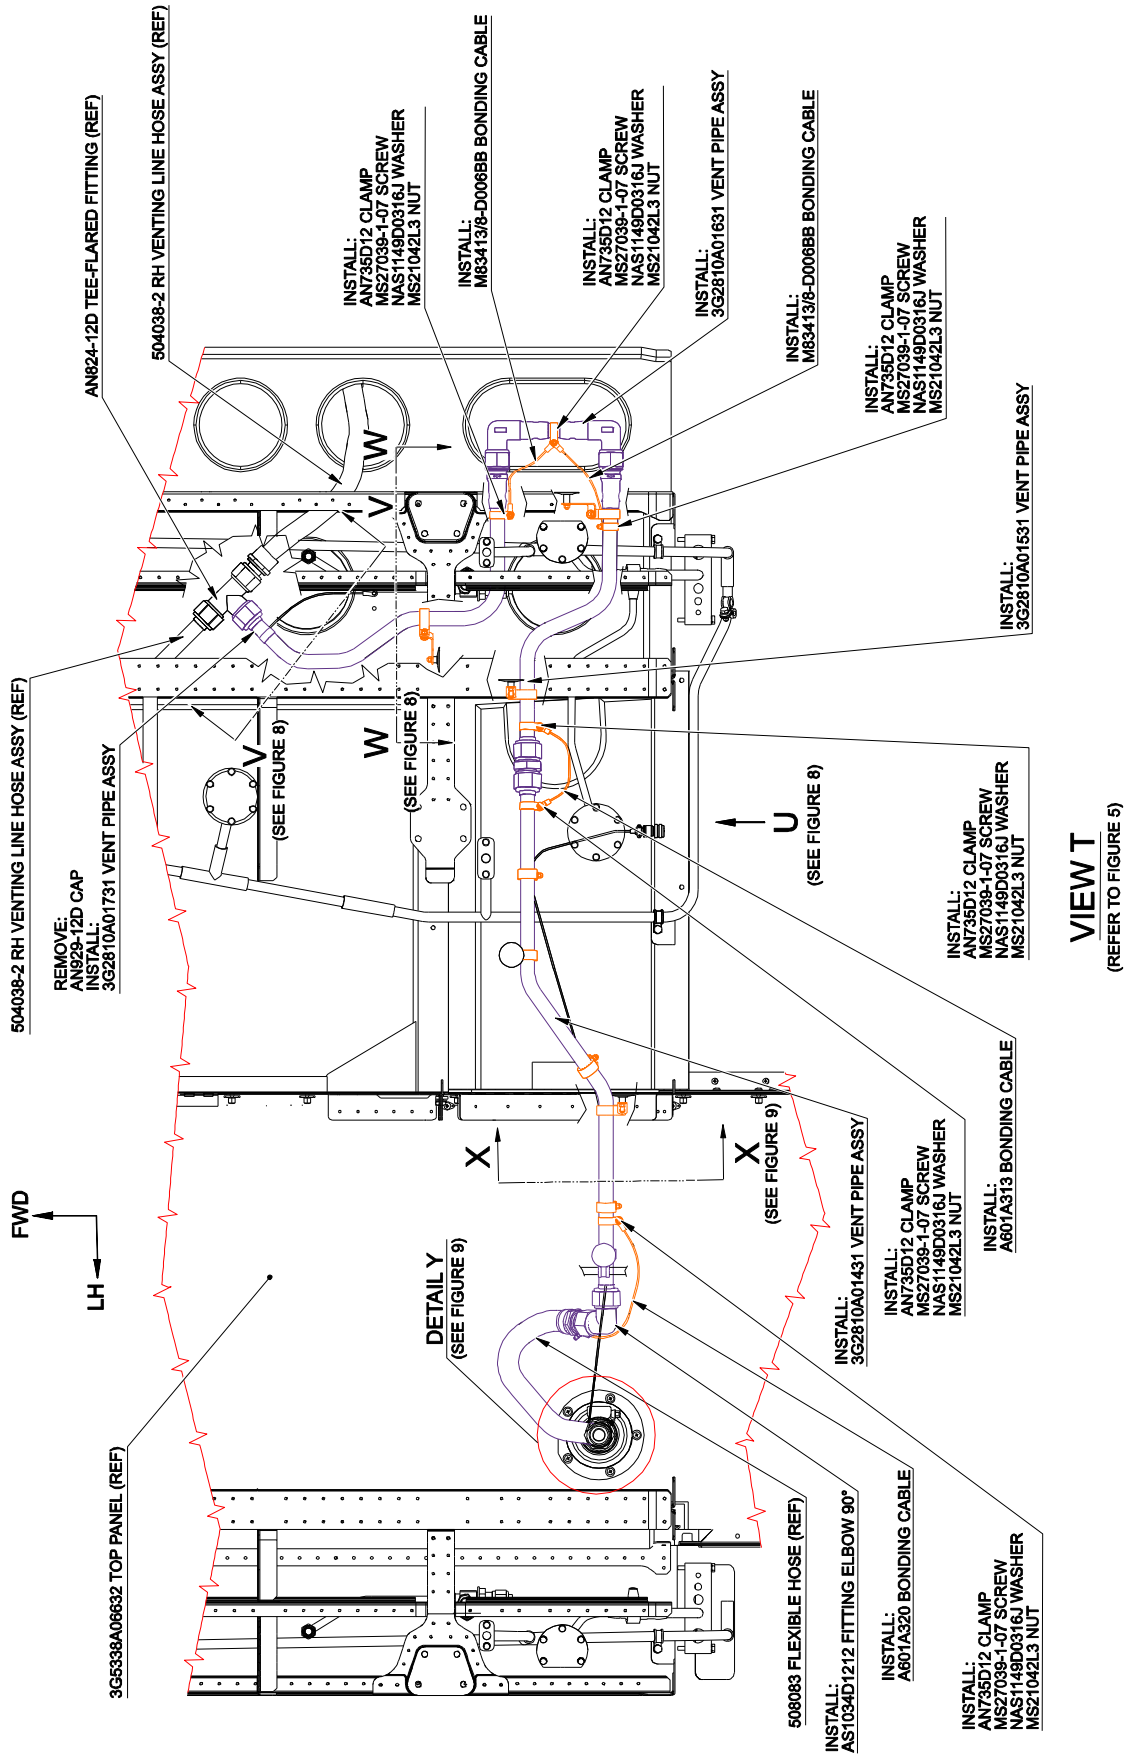 FWD
LH
3G5338A06632 TOP PANEL (REF)
504038-2 RH VENTING LINE HOSE ASSY (REF)
REMOVE:
AN929-12D CAP
INSTALL:
3G2810A01731 VENT PIPE ASSY
AN824-12D TEE-FLARED FITTING (REF)
504038-2 RH VENTING LINE HOSE ASSY (REF)
INSTALL:
AN735D12 CLAMP
MS27039-1-07 SCREW
NAS1149D0316J WASHER
MS21042L3 NUT
INSTALL:
M83413/8-D006BB BONDING CABLE
INSTALL:
AN735D12 CLAMP
MS27039-1-07 SCREW
NAS1149D0316J WASHER
MS21042L3 NUT
INSTALL:
3G2810A01631 VENT PIPE ASSY
INSTALL:
M83413/8-D006BB BONDING CABLE
INSTALL:
AN735D12 CLAMP
MS27039-1-07 SCREW
NAS1149D0316J WASHER
MS21042L3 NUT
INSTALL:
3G2810A01531 VENT PIPE ASSY
V
V
(SEE FIGURE 8)
W
W
(SEE FIGURE 8)
U
(SEE FIGURE 8)
X
X
(SEE FIGURE 9)
DETAIL Y
(SEE FIGURE 9)
INSTALL:
AN735D12 CLAMP
MS27039-1-07 SCREW
NAS1149D0316J WASHER
MS21042L3 NUT
INSTALL:
A601A313 BONDING CABLE
INSTALL:
AN735D12 CLAMP
MS27039-1-07 SCREW
NAS1149D0316J WASHER
MS21042L3 NUT
INSTALL:
3G2810A01431 VENT PIPE ASSY
508083 FLEXIBLE HOSE (REF)
INSTALL:
AS1034D1212 FITTING ELBOW 90°
INSTALL:
A601A320 BONDING CABLE
INSTALL:
AN735D12 CLAMP
MS27039-1-07 SCREW
NAS1149D0316J WASHER
MS21042L3 NUT
VIEW T
(REFER TO FIGURE 5)